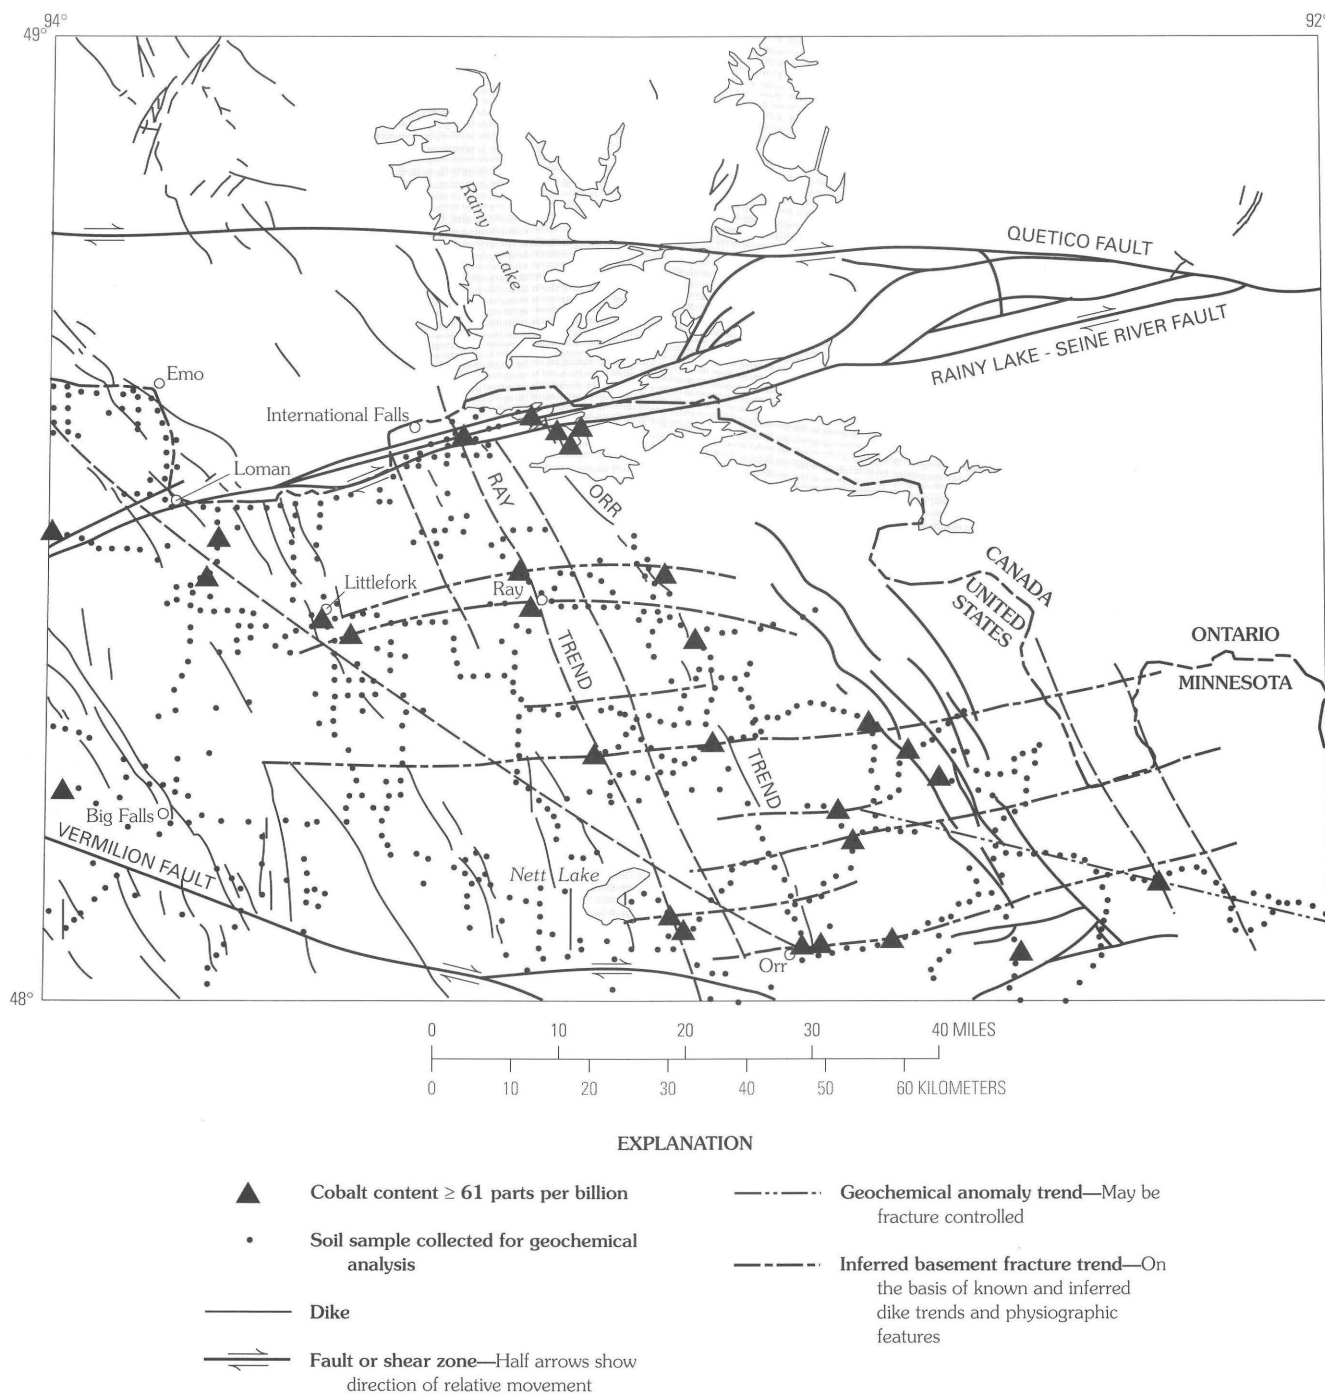 94°
92°
49°
Rainy
Lake
QUETICO FAULT
RAINY LAKE - SEINE RIVER FAULT
Emo
International Falls
Loman
RAY
ORR
CANADA
UNITED
STATES
Littlefork
Ray
ONTARIO
MINNESOTA
TREND
TREND
Big Falls
VERMILION FAULT
Nett Lake
Orr
48°
0 10 20 30 40 MILES
0 10 20 30 40 50 60 KILOMETERS
EXPLANATION
Cobalt content ≥ 61 parts per billion
Soil sample collected for geochemical
analysis
Dike
Fault or shear zone—Half arrows show
direction of relative movement
Geochemical anomaly trend—May be
fracture controlled
Inferred basement fracture trend—On
the basis of known and inferred
dike trends and physiographic
features